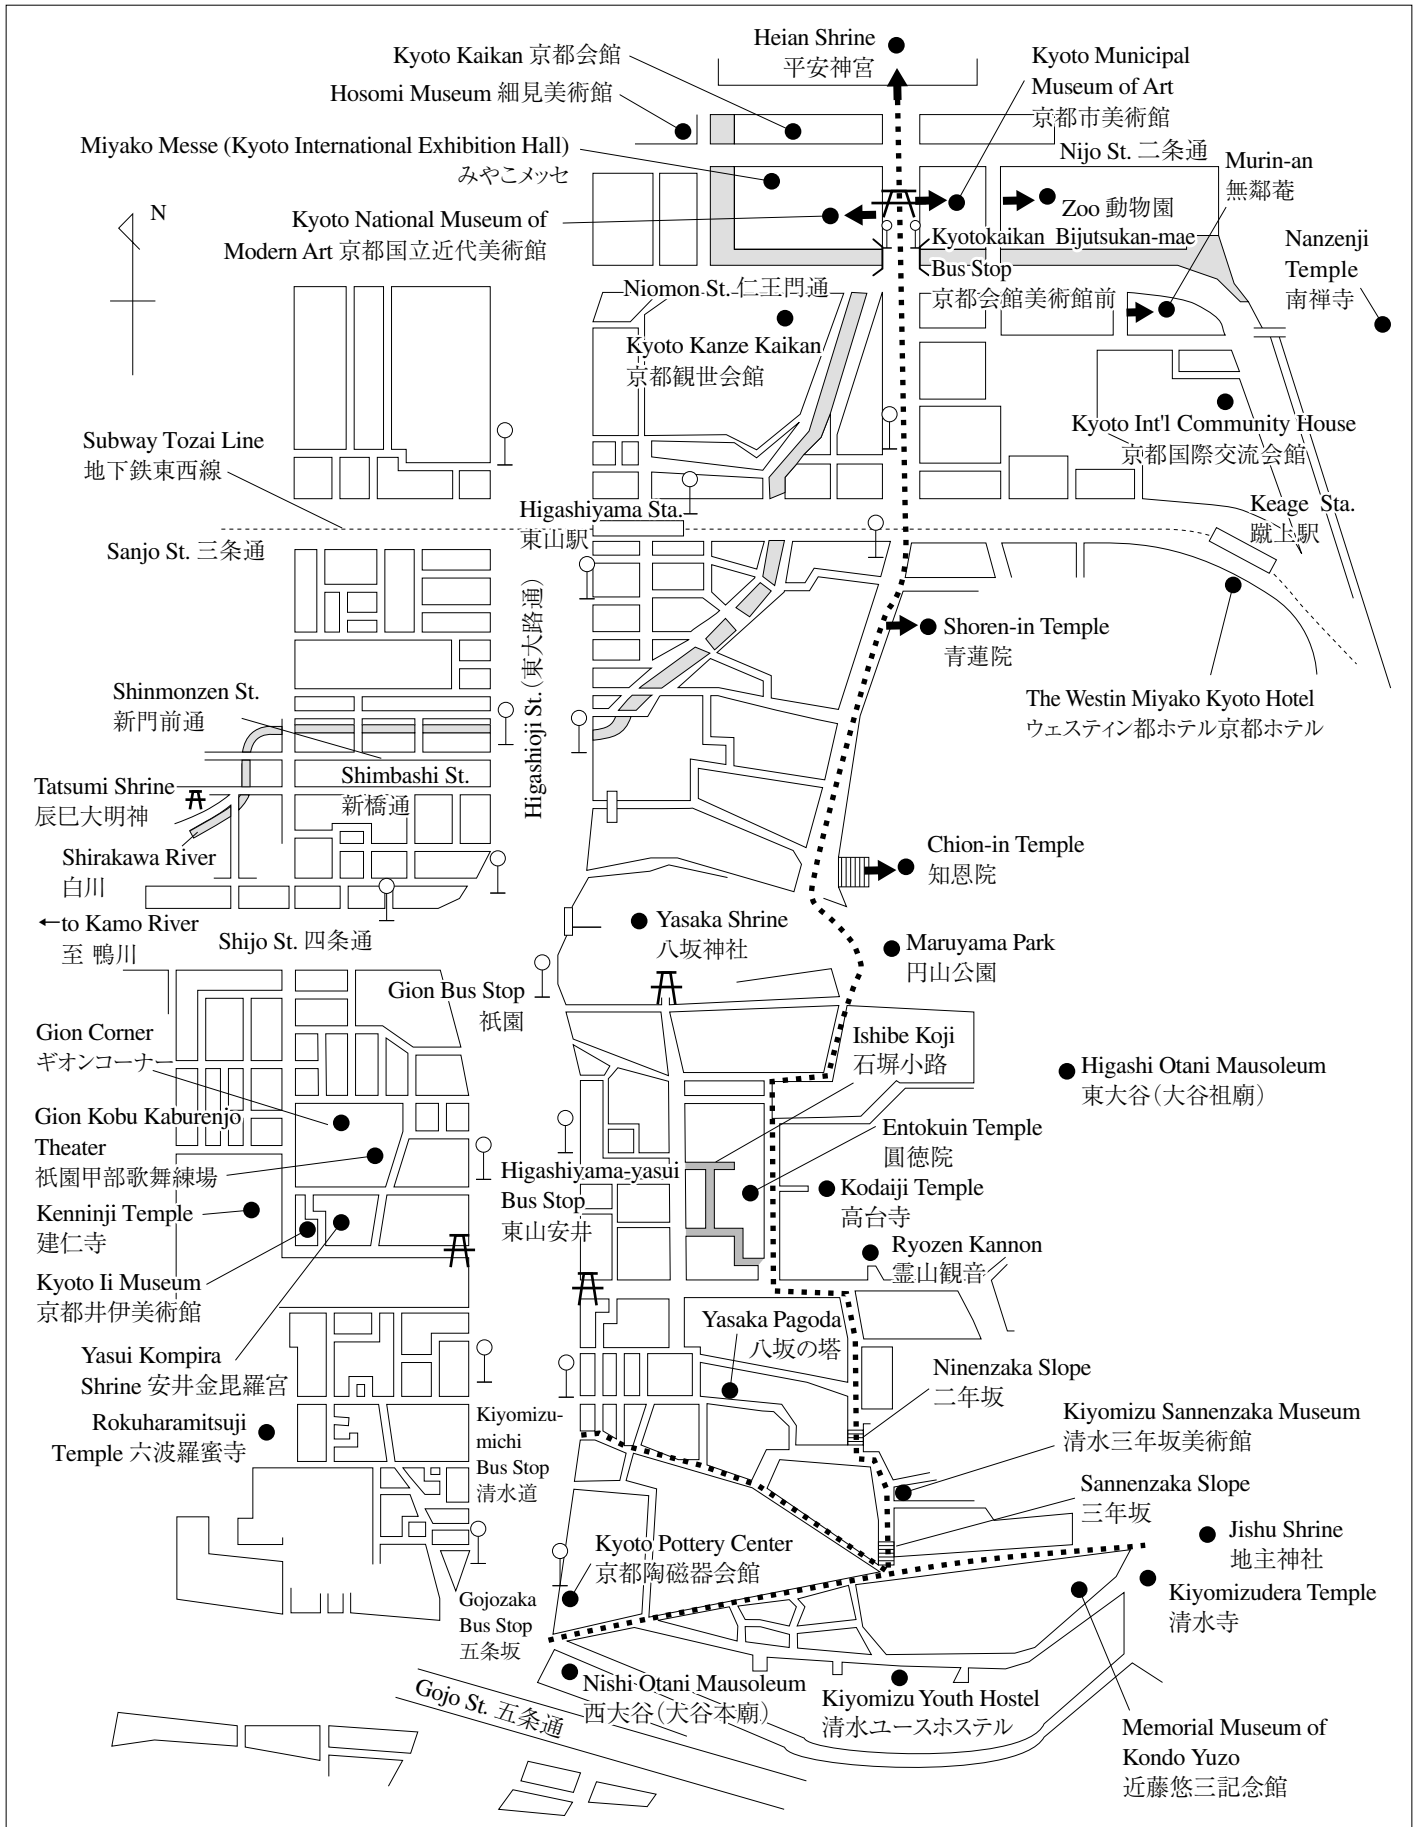 Heian Shrine
平安神宮
Kyoto Kaikan 京都会館
Hosomi Museum 細見美術館
Kyoto Municipal
Museum of Art
京都市美術館
Miyako Messe (Kyoto International Exhibition Hall)
みやこメッセ
Nijo St. 二条通
Murin-an
無鄰菴
N
Kyoto National Museum of
Modern Art 京都国立近代美術館
Zoo 動物園
Kyotokaikan Bijutsukan-mae
Bus Stop
京都会館美術館前
Nanzenji
Temple
南禅寺
Niomon St. 仁王門通
Kyoto Kanze Kaikan
京都観世会館
Kyoto Int'l Community House
京都国際交流会館
Subway Tozai Line
地下鉄東西線
Higashiyama Sta.
東山駅
Keage Sta.
蹴上駅
Sanjo St. 三条通
Higashioji St. (東大路通)
Shoren-in Temple
青蓮院
Shinmonzen St.
新門前通
The Westin Miyako Kyoto Hotel
ウェスティン都ホテル京都ホテル
Shimbashi St.
新橋通
Tatsumi Shrine
辰巳大明神
Shirakawa River
白川
Chion-in Temple
知恩院
←to Kamo River
至 鴨川
Shijo St. 四条通
Yasaka Shrine
八坂神社
Maruyama Park
円山公園
Gion Bus Stop
祇園
Gion Corner
ギオンコーナー
Ishibe Koji
石塀小路
Higashi Otani Mausoleum
東大谷(大谷祖廟)
Gion Kobu Kaburenjo
Theater
祇園甲部歌舞練場
Entokuin Temple
圓徳院
Higashiyama-yasui
Bus Stop
東山安井
Kodaiji Temple
高台寺
Kenninji Temple
建仁寺
Ryozen Kannon
霊山観音
Kyoto Ii Museum
京都井伊美術館
Yasaka Pagoda
八坂の塔
Yasui Kompira
Shrine 安井金毘羅宮
Ninenzaka Slope
二年坂
Rokuharamitsuji
Temple 六波羅蜜寺
Kiyomizu-
michi
Bus Stop
清水道
Kiyomizu Sannenzaka Museum
清水三年坂美術館
Sannenzaka Slope
三年坂
Jishu Shrine
地主神社
Kyoto Pottery Center
京都陶磁器会館
Kiyomizudera Temple
清水寺
Gojozaka
Bus Stop
五条坂
Nishi Otani Mausoleum
西大谷(大谷本廟)
Kiyomizu Youth Hostel
清水ユースホステル
Gojo St. 五条通
Memorial Museum of
Kondo Yuzo
近藤悠三記念館